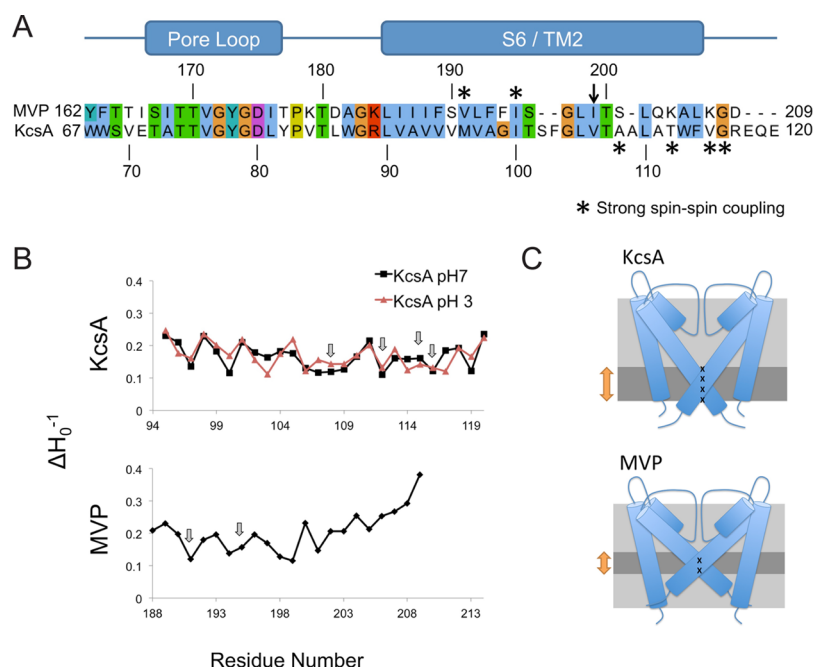 A
Pore Loop S6 / TM2
170 180 190 200
* *
MVP 162 YFTTISITTVGYGDITPKTDAGKLIIIFSVLFFIS--GLITS-LQKALKGD--- 209
KcsA 67 WWSVETATTVGYGDLYPVTLWGRLVAVVVMVAGITSFGLVTAALATWFVGREQE 120
* * * *
70 80 90 100 110
* Strong spin-spin coupling
B
KcsA pH7
KcsA pH 3
0.4
0.3
0.2
0.1
0
94 99 104 109 114 119
KcsA
ΔH0-1
0.4
0.3
0.2
0.1
0
188 193 198 203 208 213
MVP
Residue Number
C
KcsA
x
x
x
x
MVP
x
x